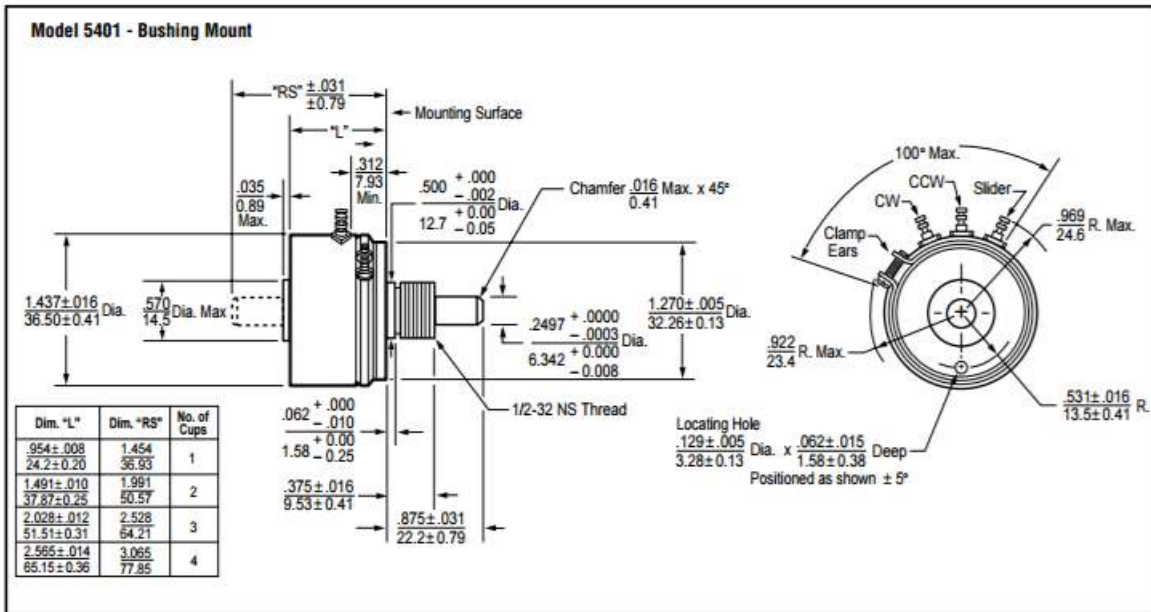 Model 5401 - Bushing Mount
"RS" ±.031
±0.79
Mounting Surface
"L"
.035
0.89
Max.
.312
7.93
Min.
.500 + .000
- .002
Dia.
12.7 + 0.00
- 0.05
Chamfer .016 Max. x 45°
0.41
1.437±.016
36.50±0.41
Dia.
.570
14.5
Dia. Max
1.270±.005
32.26±0.13
Dia.
.2497 + .0000
- .0003
Dia.
6.342 + 0.000
- 0.008
1/2-32 NS Thread
.062 + .000
- .010
1.58 + 0.00
- 0.25
.375±.016
9.53±0.41
.875±.031
22.2±0.79
Dim. "L" Dim. "RS" No. of Cups
.954±.008 1.454 1
24.2±0.20 36.93
1.491±.010 1.991 2
37.87±0.25 50.57
2.028±.012 2.528 3
51.51±0.31 64.21
2.565±.014 3.065 4
65.15±0.36 77.85
100° Max.
CCW
CW
Slider
Clamp
Ears
.969
24.6
R. Max.
.922
23.4
R. Max.
.531±.016
13.5±0.41
R.
Locating Hole
.129±.005 Dia. x .062±.015 Deep
3.28±0.13 1.58±0.38
Positioned as shown ± 5°